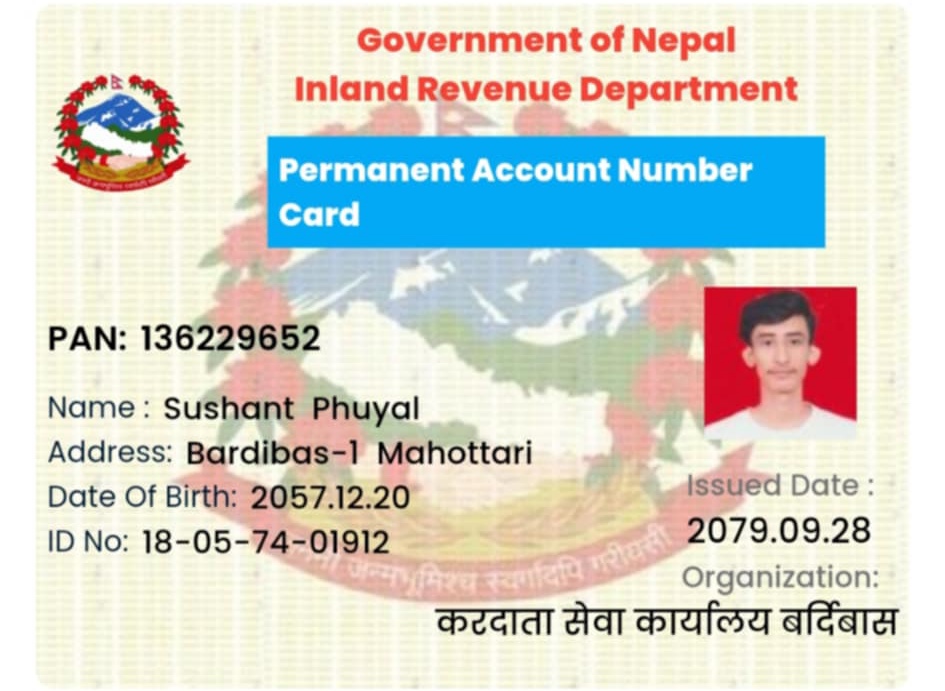 Government of Nepal
Inland Revenue Department
Permanent Account Number
Card
PAN: 136229652
Name : Sushant Phuyal
Address: Bardibas-1 Mahottari
Date Of Birth: 2057.12.20
ID No: 18-05-74-01912
Issued Date :
2079.09.28
Organization:
करदाता सेवा कार्यालय बर्दिबास
जननी जन्मभूमिश्च स्वर्गादपि गरीयसी